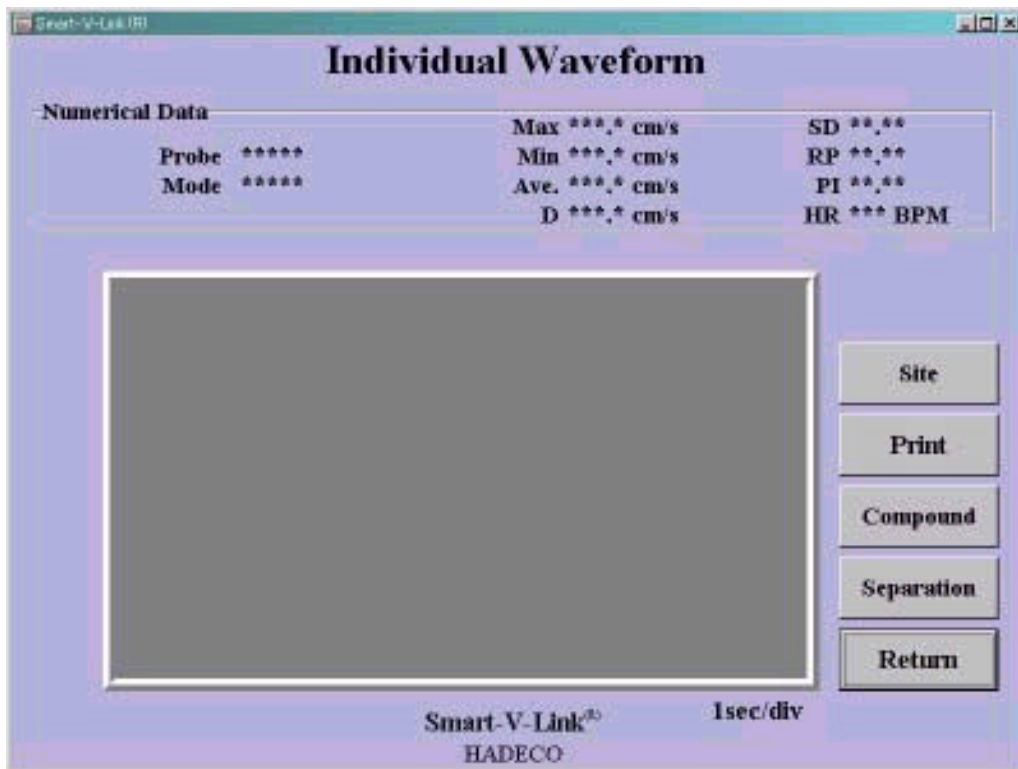 Smart-V-Link(R)
Individual Waveform
Numerical Data
Probe *****
Mode *****
Max ***.* cm/s
Min ***.* cm/s
Ave. ***.* cm/s
D ***.* cm/s
SD **.**
RP **.**
PI **.**
HR *** BPM
Site
Print
Compound
Separation
Return
1sec/div
Smart-V-Link(R)
HADECO